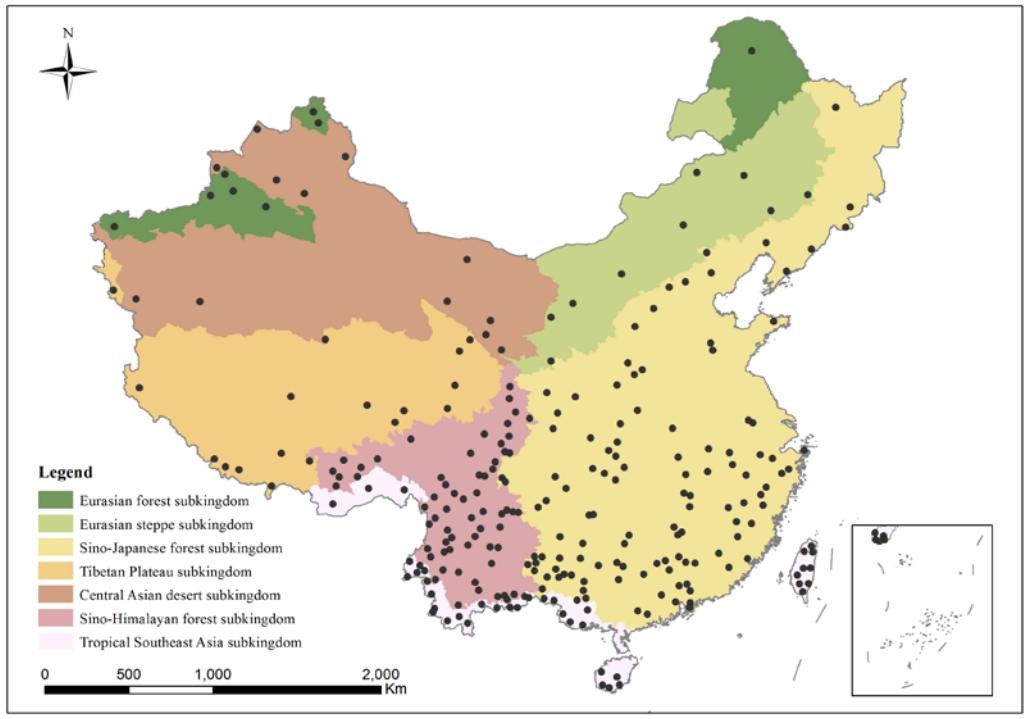 N
Legend
Eurasian forest subkingdom
Eurasian steppe subkingdom
Sino-Japanese forest subkingdom
Tibetan Plateau subkingdom
Central Asian desert subkingdom
Sino-Himalayan forest subkingdom
Tropical Southeast Asia subkingdom
0 500 1,000 2,000
Km